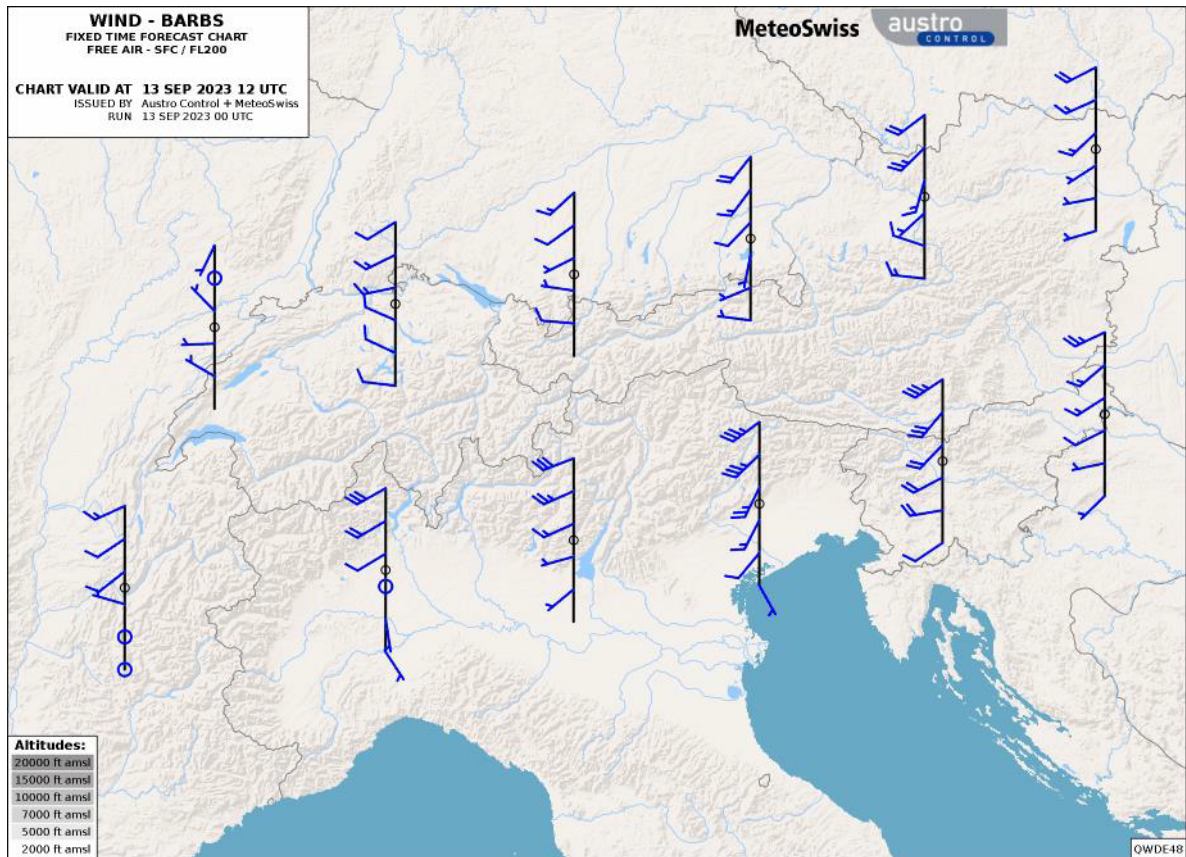 WIND - BARBS
FIXED TIME FORECAST CHART
FREE AIR - SFC / FL200
CHART VALID AT 13 SEP 2023 12 UTC
ISSUED BY Austro Control + MeteoSwiss
RUN 13 SEP 2023 00 UTC
MeteoSwiss
austro
CONTROL
Altitudes:
20000 ft amsl
15000 ft amsl
10000 ft amsl
7000 ft amsl
5000 ft amsl
2000 ft amsl
QWDE48